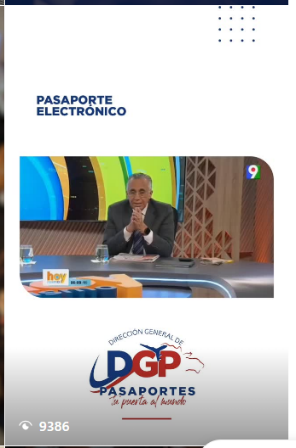 PASAPORTE
ELECTRÓNICO
9
hoy
DIRECCIÓN GENERAL DE
DGP
PASAPORTES
tu puerta al mundo
9386